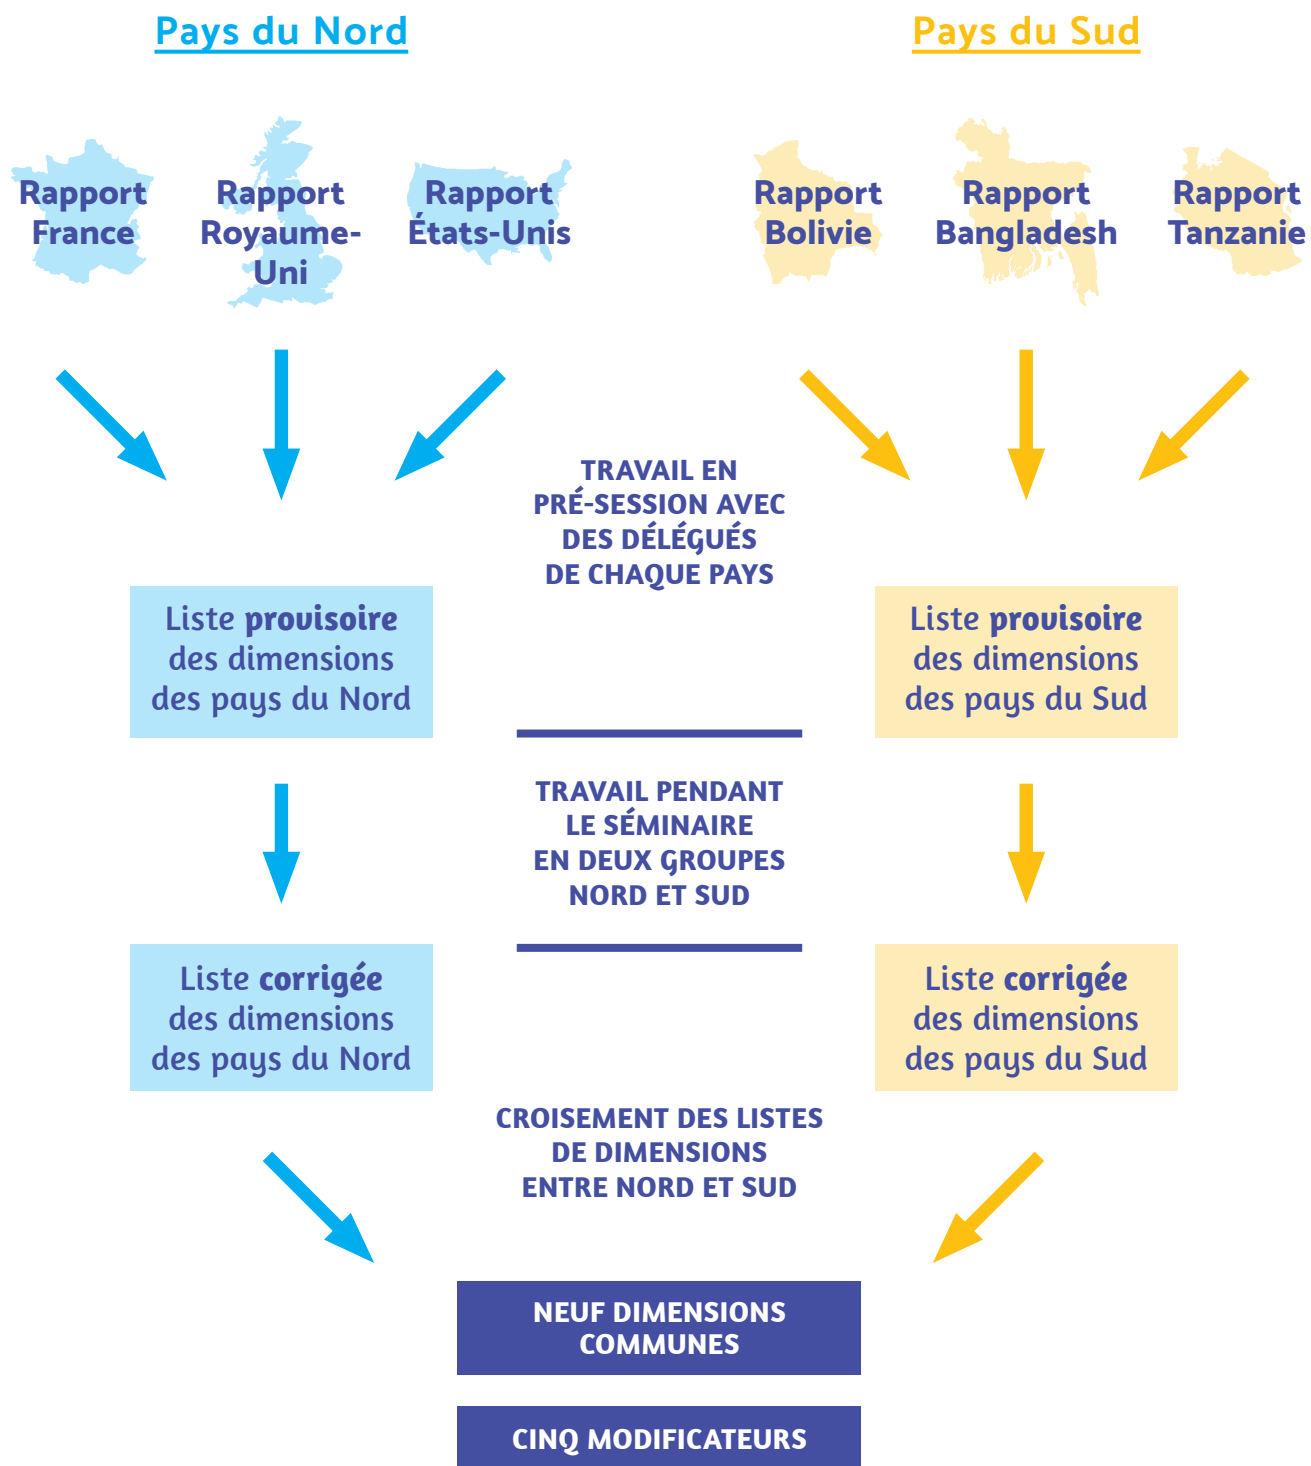 Pays du Nord
Pays du Sud
Rapport
France
Rapport
Royaume-
Uni
Rapport
États-Unis
Rapport
Bolivie
Rapport
Bangladesh
Rapport
Tanzanie
TRAVAIL EN
PRÉ-SESSION AVEC
DES DÉLÉGUÉS
DE CHAQUE PAYS
Liste provisoire
des dimensions
des pays du Nord
Liste provisoire
des dimensions
des pays du Sud
TRAVAIL PENDANT
LE SÉMINAIRE
EN DEUX GROUPES
NORD ET SUD
Liste corrigée
des dimensions
des pays du Nord
Liste corrigée
des dimensions
des pays du Sud
CROISEMENT DES LISTES
DE DIMENSIONS
ENTRE NORD ET SUD
NEUF DIMENSIONS
COMMUNES
CINQ MODIFICATEURS